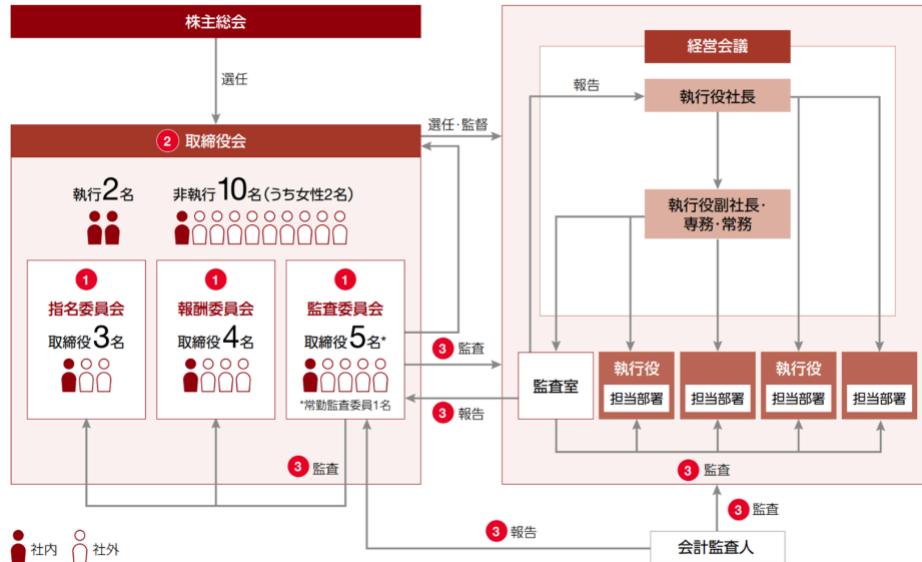 株主総会
選任
② 取締役会
執行2名
非執行10名(うち女性2名)
1
指名委員会
取締役3名
1
報酬委員会
取締役4名
1
監査委員会
取締役5名*
*常勤監査委員1名
3 監査
社内
社外
選任・監督
3 監査
3 報告
経営会議
報告
執行役社長
執行役副社長・
専務・常務
監査室
執行役
担当部署
担当部署
執行役
担当部署
担当部署
3 監査
3 監査
3 報告
会計監査人